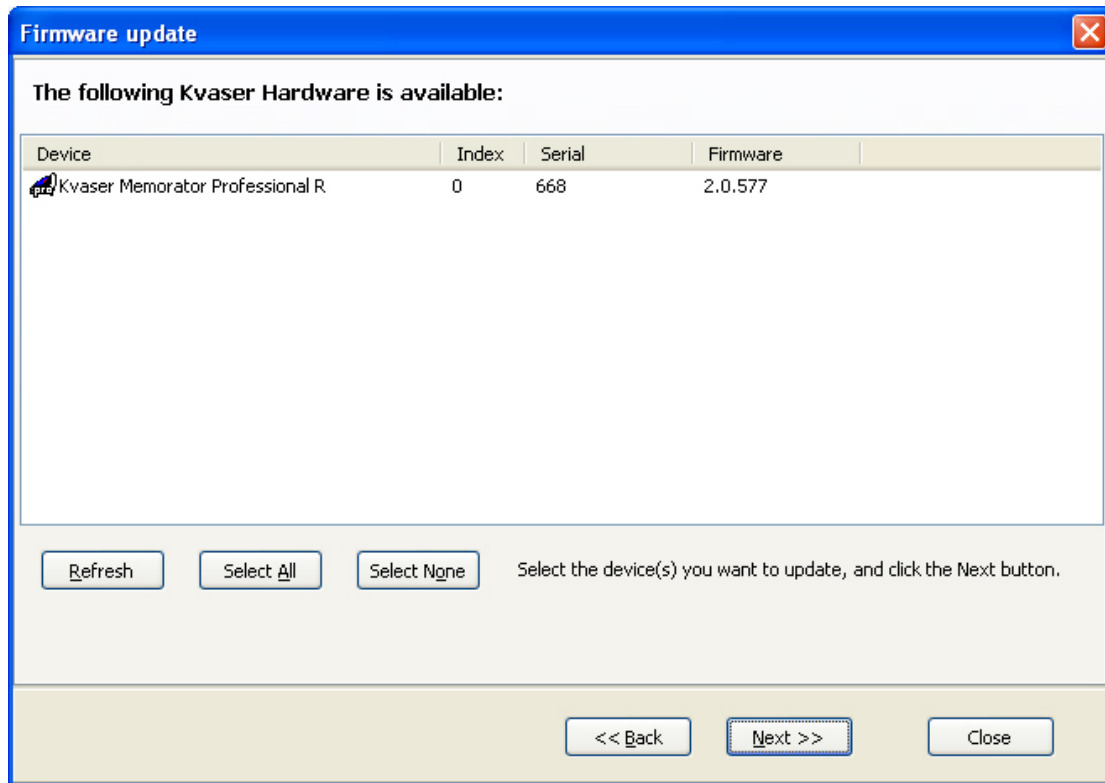 Firmware update
The following Kvaser Hardware is available:
Device Index Serial Firmware
pro Kvaser Memorator Professional R 0 668 2.0.577
Refresh Select All Select None Select the device(s) you want to update, and click the Next button.
<< Back Next >> Close